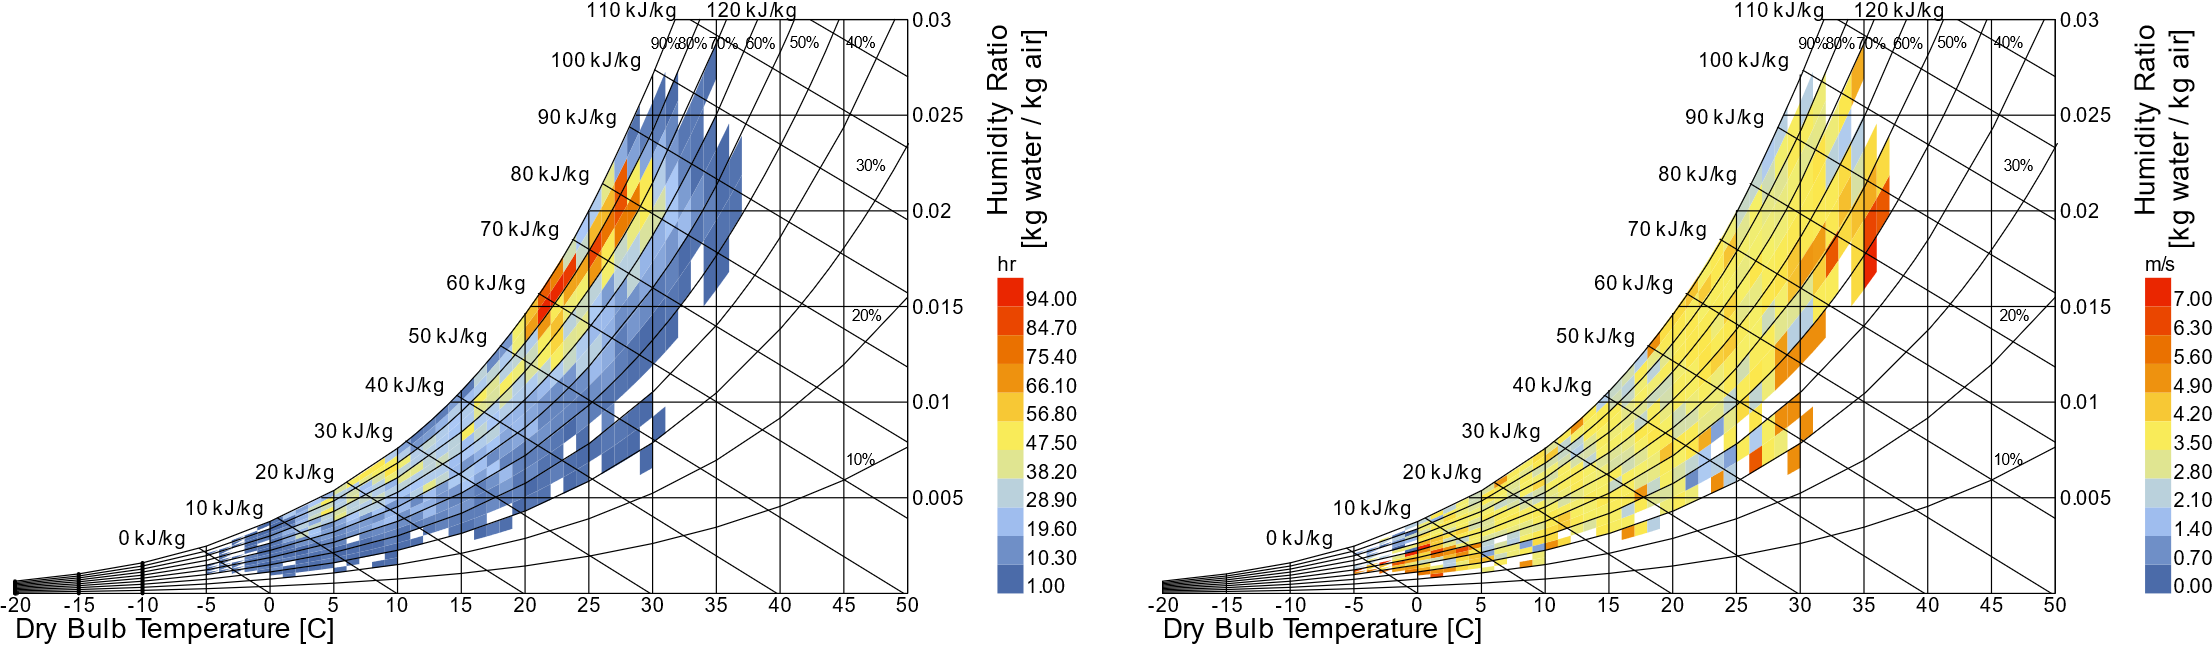 110 kJ/kg
120 kJ/kg
100 kJ/kg
90 kJ/kg
80 kJ/kg
70 kJ/kg
60 kJ/kg
50 kJ/kg
40 kJ/kg
30 kJ/kg
20 kJ/kg
10 kJ/kg
0 kJ/kg
90% 80% 70% 60% 50% 40%
30%
20%
10%
0.03
0.025
0.02
0.015
0.01
0.005
-20 -15 -10 -5 0 5 10 15 20 25 30 35 40 45 50
Dry Bulb Temperature [C]
Humidity Ratio
[kg water / kg air]
hr
94.00
84.70
75.40
66.10
56.80
47.50
38.20
28.90
19.60
10.30
1.00
110 kJ/kg
120 kJ/kg
100 kJ/kg
90 kJ/kg
80 kJ/kg
70 kJ/kg
60 kJ/kg
50 kJ/kg
40 kJ/kg
30 kJ/kg
20 kJ/kg
10 kJ/kg
0 kJ/kg
90% 80% 70% 60% 50% 40%
30%
20%
10%
0.03
0.025
0.02
0.015
0.01
0.005
-20 -15 -10 -5 0 5 10 15 20 25 30 35 40 45 50
Dry Bulb Temperature [C]
Humidity Ratio
[kg water / kg air]
m/s
7.00
6.30
5.60
4.90
4.20
3.50
2.80
2.10
1.40
0.70
0.00